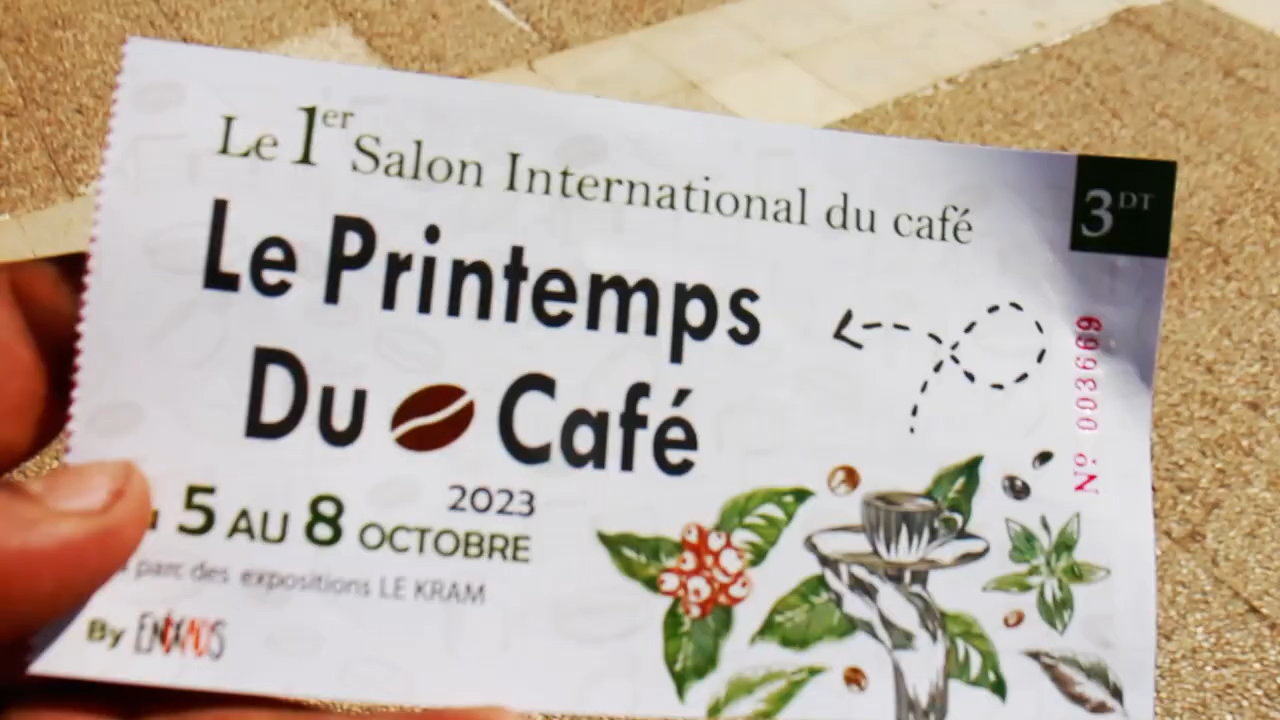 Le 1er Salon International du café
3DT
Le Printemps
Du Café
2023
5 AU 8 OCTOBRE
parc des expositions LE KRAM
By
Nº 003669